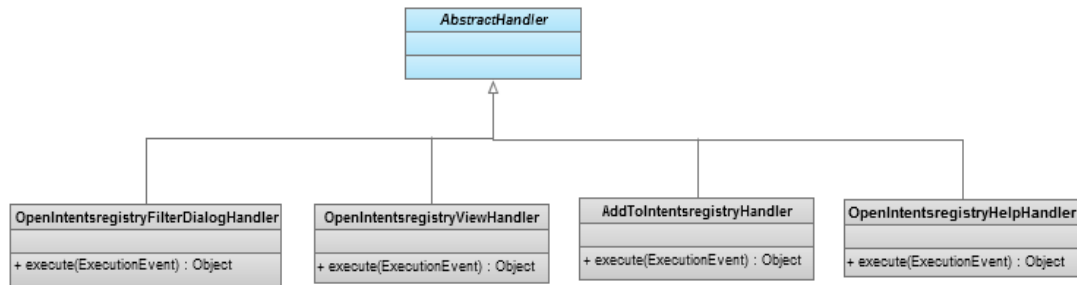 AbstractHandler
OpenIntentsregistryFilterDialogHandler
+ execute(ExecutionEvent) : Object
OpenIntentsregistryViewHandler
+ execute(ExecutionEvent) : Object
AddToIntentsregistryHandler
+ execute(ExecutionEvent) : Object
OpenIntentsregistryHelpHandler
+ execute(ExecutionEvent) : Object